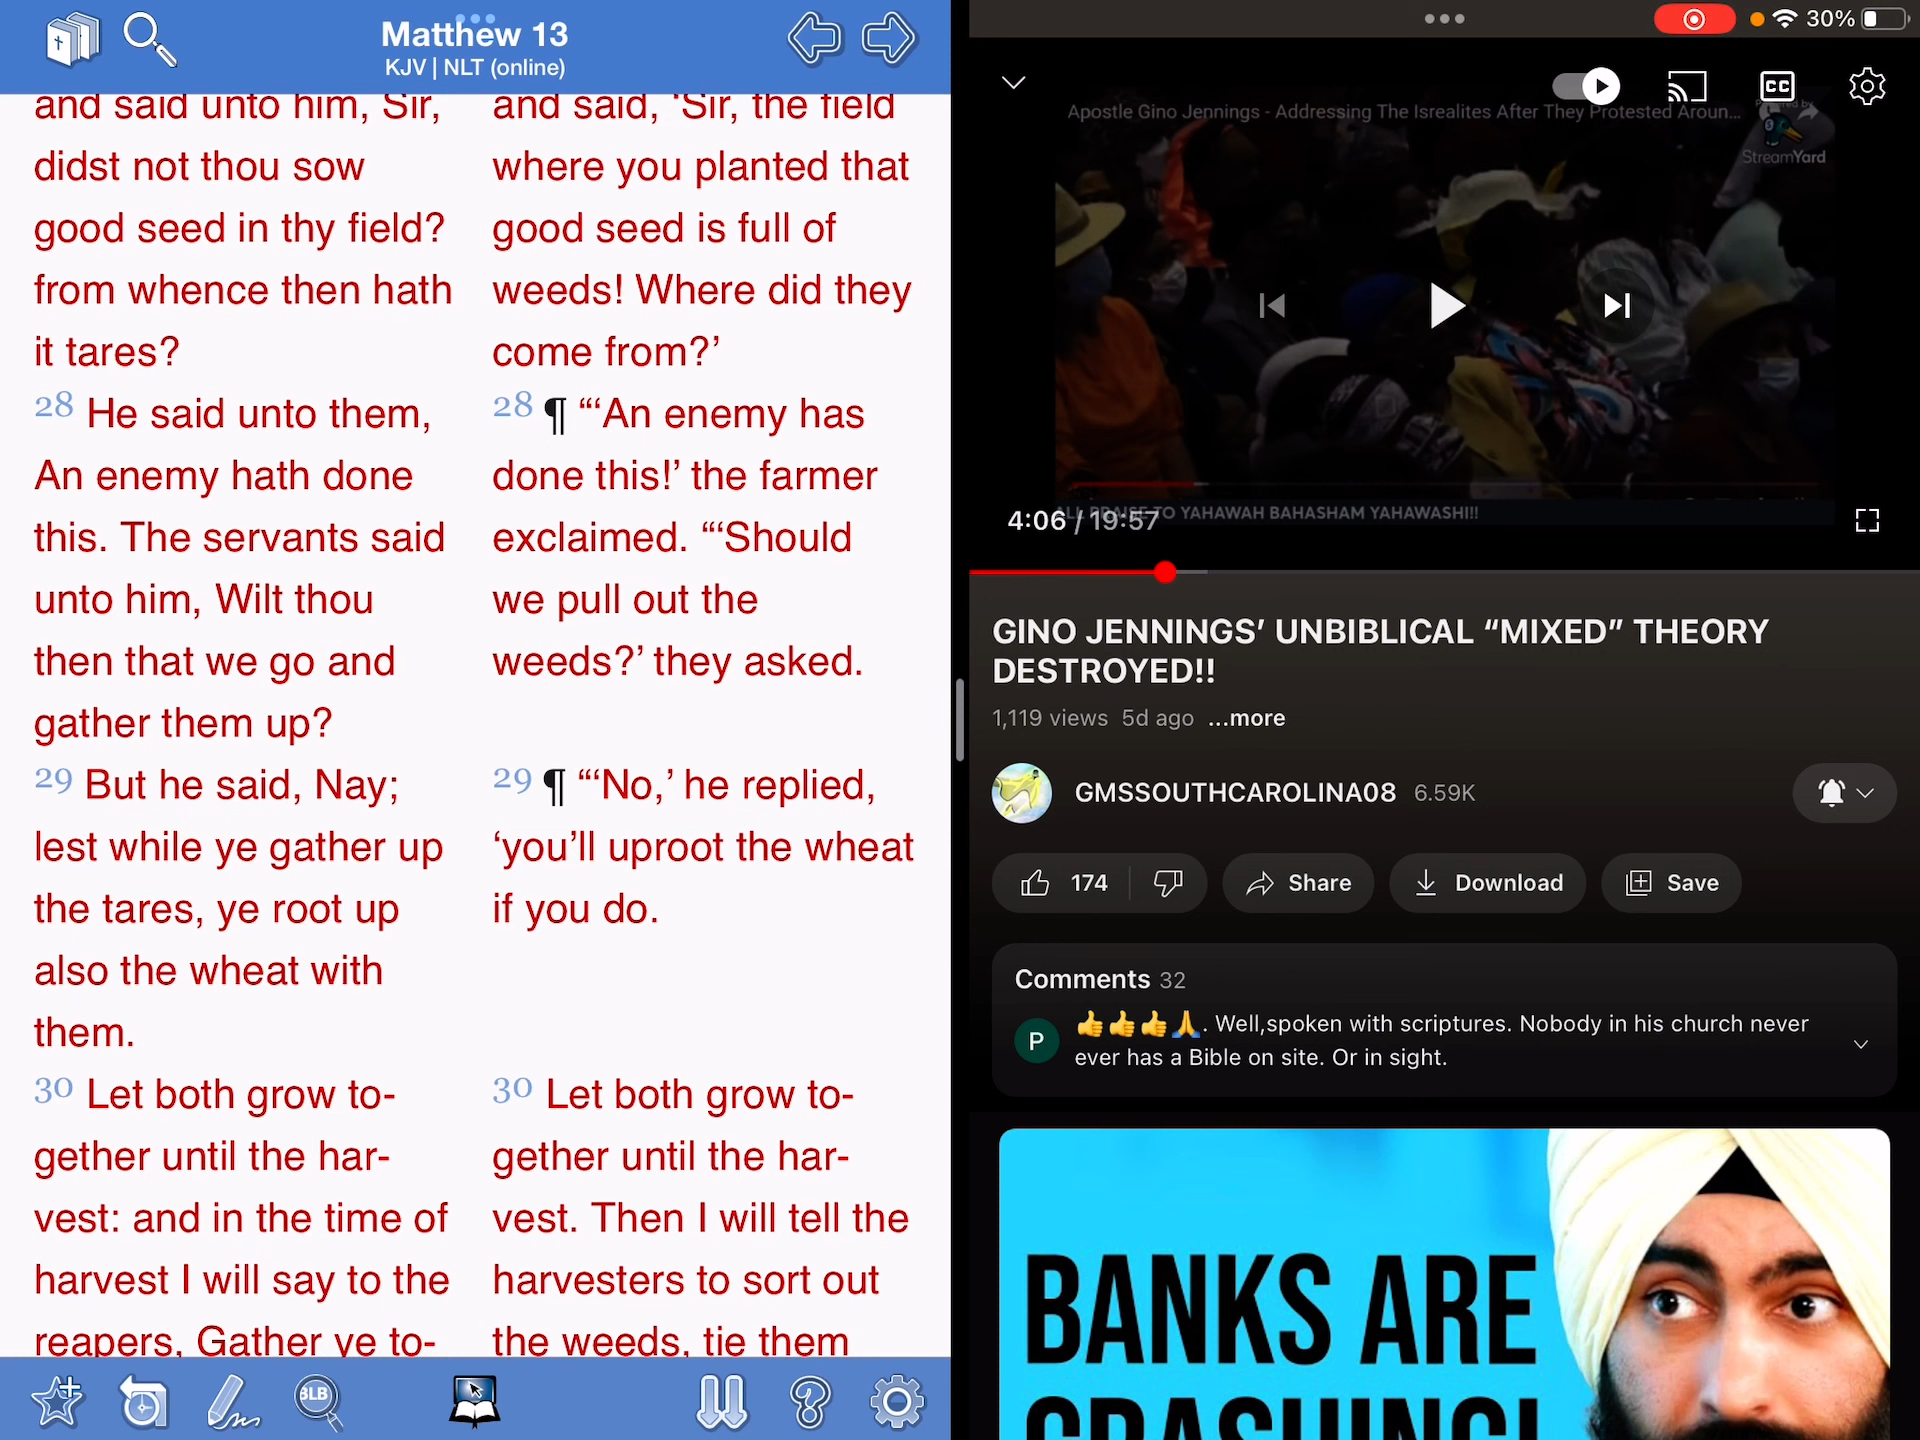 Matthew 13
KJV | NLT (online)
and said unto him, Sir,
didst not thou sow
good seed in thy field?
from whence then hath
it tares?
28 He said unto them,
An enemy hath done
this. The servants said
unto him, Wilt thou
then that we go and
gather them up?
29 But he said, Nay;
lest while ye gather up
the tares, ye root up
also the wheat with
them.
30 Let both grow to-
gether until the har-
vest: and in the time of
harvest I will say to the
reapers, Gather ye to-
and said, ‘Sir, the field
where you planted that
good seed is full of
weeds! Where did they
come from?’
28 ¶ “‘An enemy has
done this!’ the farmer
exclaimed. “‘Should
we pull out the
weeds?’ they asked.
29 ¶ “‘No,’ he replied,
‘you’ll uproot the wheat
if you do.
30 Let both grow to-
gether until the har-
vest. Then I will tell the
harvesters to sort out
the weeds, tie them
BLB
30%
CC
Apostle Gino Jennings - Addressing The Isrealites After They Protested Aroun...
Powered by
StreamYard
ALL PRAISE TO YAHAWAH BAHASHAM YAHAWASHI!!
4:06 / 19:57
GINO JENNINGS’ UNBIBLICAL “MIXED” THEORY
DESTROYED!!
1,119 views 5d ago ...more
GMSSOUTHCAROLINA08 6.59K
174
Share
Download
Save
Comments 32
P
👍👍👍🙏. Well,spoken with scriptures. Nobody in his church never
ever has a Bible on site. Or in sight.
BANKS ARE
CRASHING!